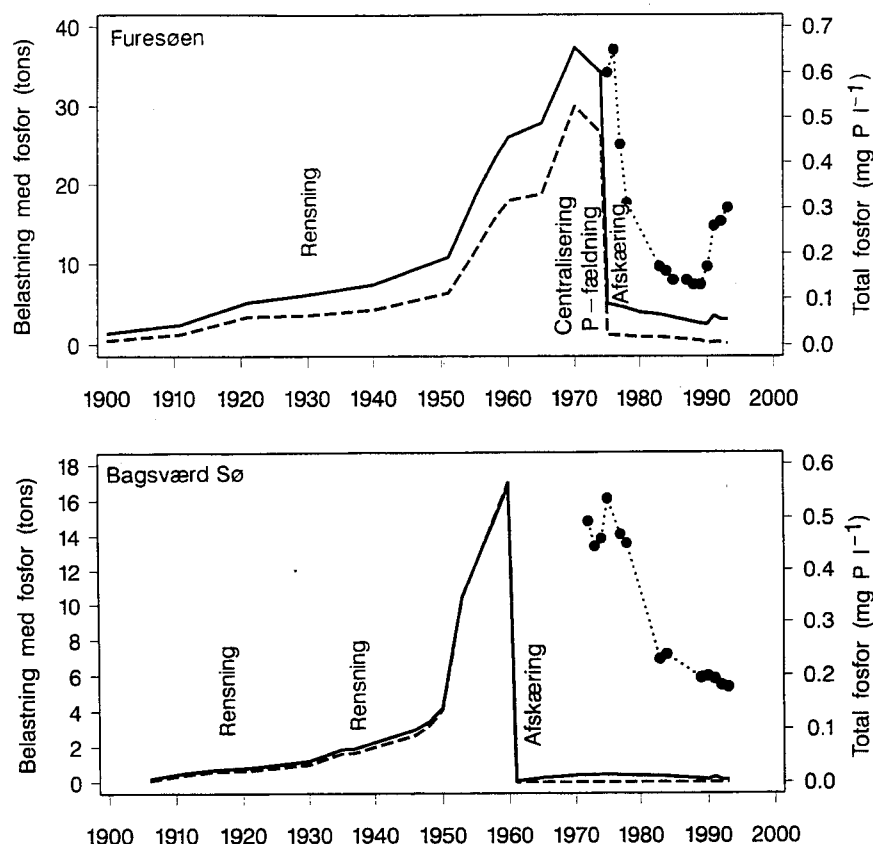 Furesøen
Belastning med fosfor (tons)
40
30
20
10
0
Rensning
Centralisering
P-fældning
Afskæring
0.7
0.6
0.5
0.4
0.3
0.2
0.1
0.0
Total fosfor (mg P l⁻¹)
1900 1910 1920 1930 1940 1950 1960 1970 1980 1990 2000
Bagsværd Sø
Belastning med fosfor (tons)
18
16
14
12
10
8
6
4
2
0
Rensning
Rensning
Afskæring
0.6
0.5
0.4
0.3
0.2
0.1
0.0
Total fosfor (mg P l⁻¹)
1900 1910 1920 1930 1940 1950 1960 1970 1980 1990 2000